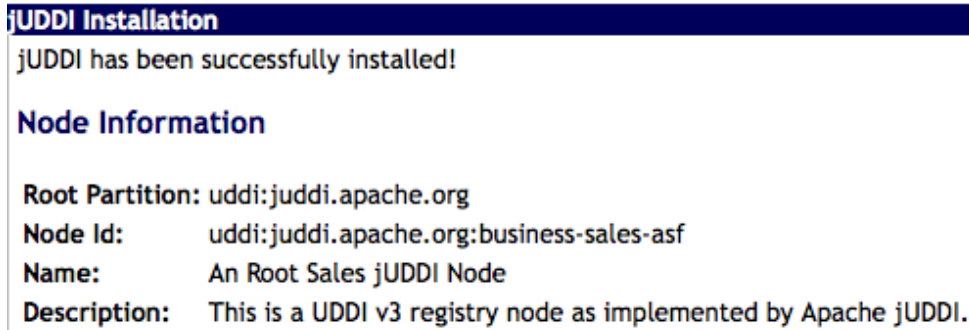 jUDDI Installation
jUDDI has been successfully installed!
Node Information
Root Partition: uddi:juddi.apache.org
Node Id: uddi:juddi.apache.org:business-sales-asf
Name: An Root Sales jUDDI Node
Description: This is a UDDI v3 registry node as implemented by Apache jUDDI.